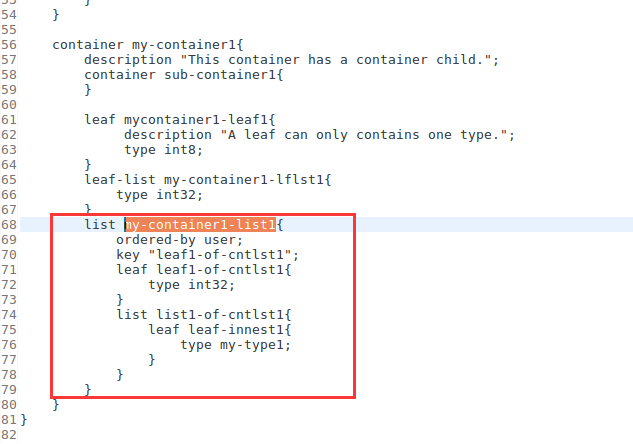 53        }
54    }
55
56    container my-container1{
57        description "This container has a container child.";
58        container sub-container1{
59        }
60
61        leaf mycontainer1-leaf1{
62             description "A leaf can only contains one type.";
63             type int8;
64        }
65        leaf-list my-container1-lflst1{
66            type int32;
67        }
68        list my-container1-list1{
69            ordered-by user;
70            key "leaf1-of-cntlst1";
71            leaf leaf1-of-cntlst1{
72                type int32;
73            }
74            list list1-of-cntlst1{
75                leaf leaf-innest1{
76                    type my-type1;
77                }
78            }
79        }
80    }
81}
82